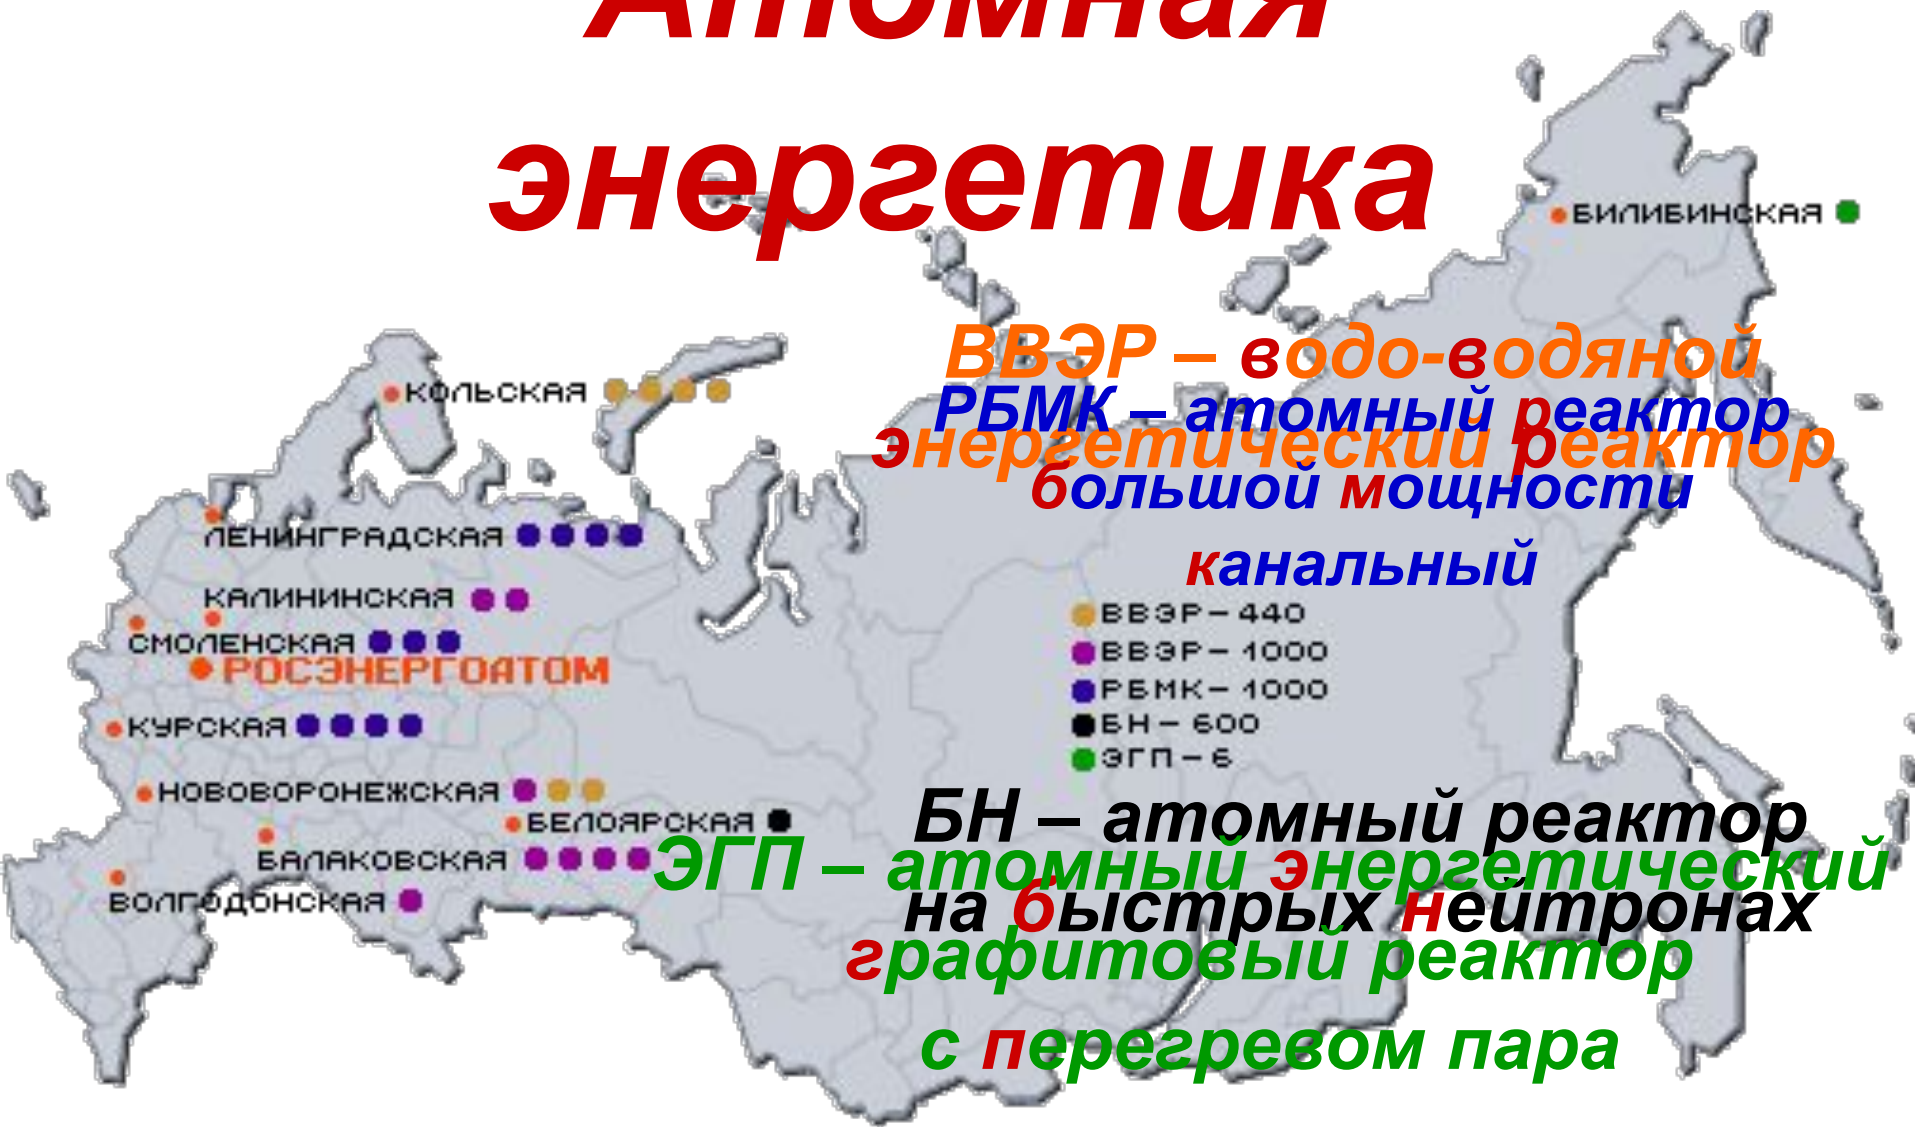 Атомная
энергетика
БИЛИБИНСКАЯ
ВВЭР – водо-водяной
энергетический реактор
РБМК – атомный реактор
большой мощности
канальный
КОЛЬСКАЯ
ЛЕНИНГРАДСКАЯ
КАЛИНИНСКАЯ
СМОЛЕНСКАЯ
РОСЭНЕРГОАТОМ
КУРСКАЯ
НОВОВОРОНЕЖСКАЯ
БЕЛОЯРСКАЯ
БАЛАКОВСКАЯ
ВОЛГОДОНСКАЯ
ВВЭР-440
ВВЭР-1000
РБМК-1000
БН-600
ЭГП-6
БН – атомный реактор
на быстрых нейтронах
ЭГП – атомный энергетический
графитовый реактор
с перегревом пара